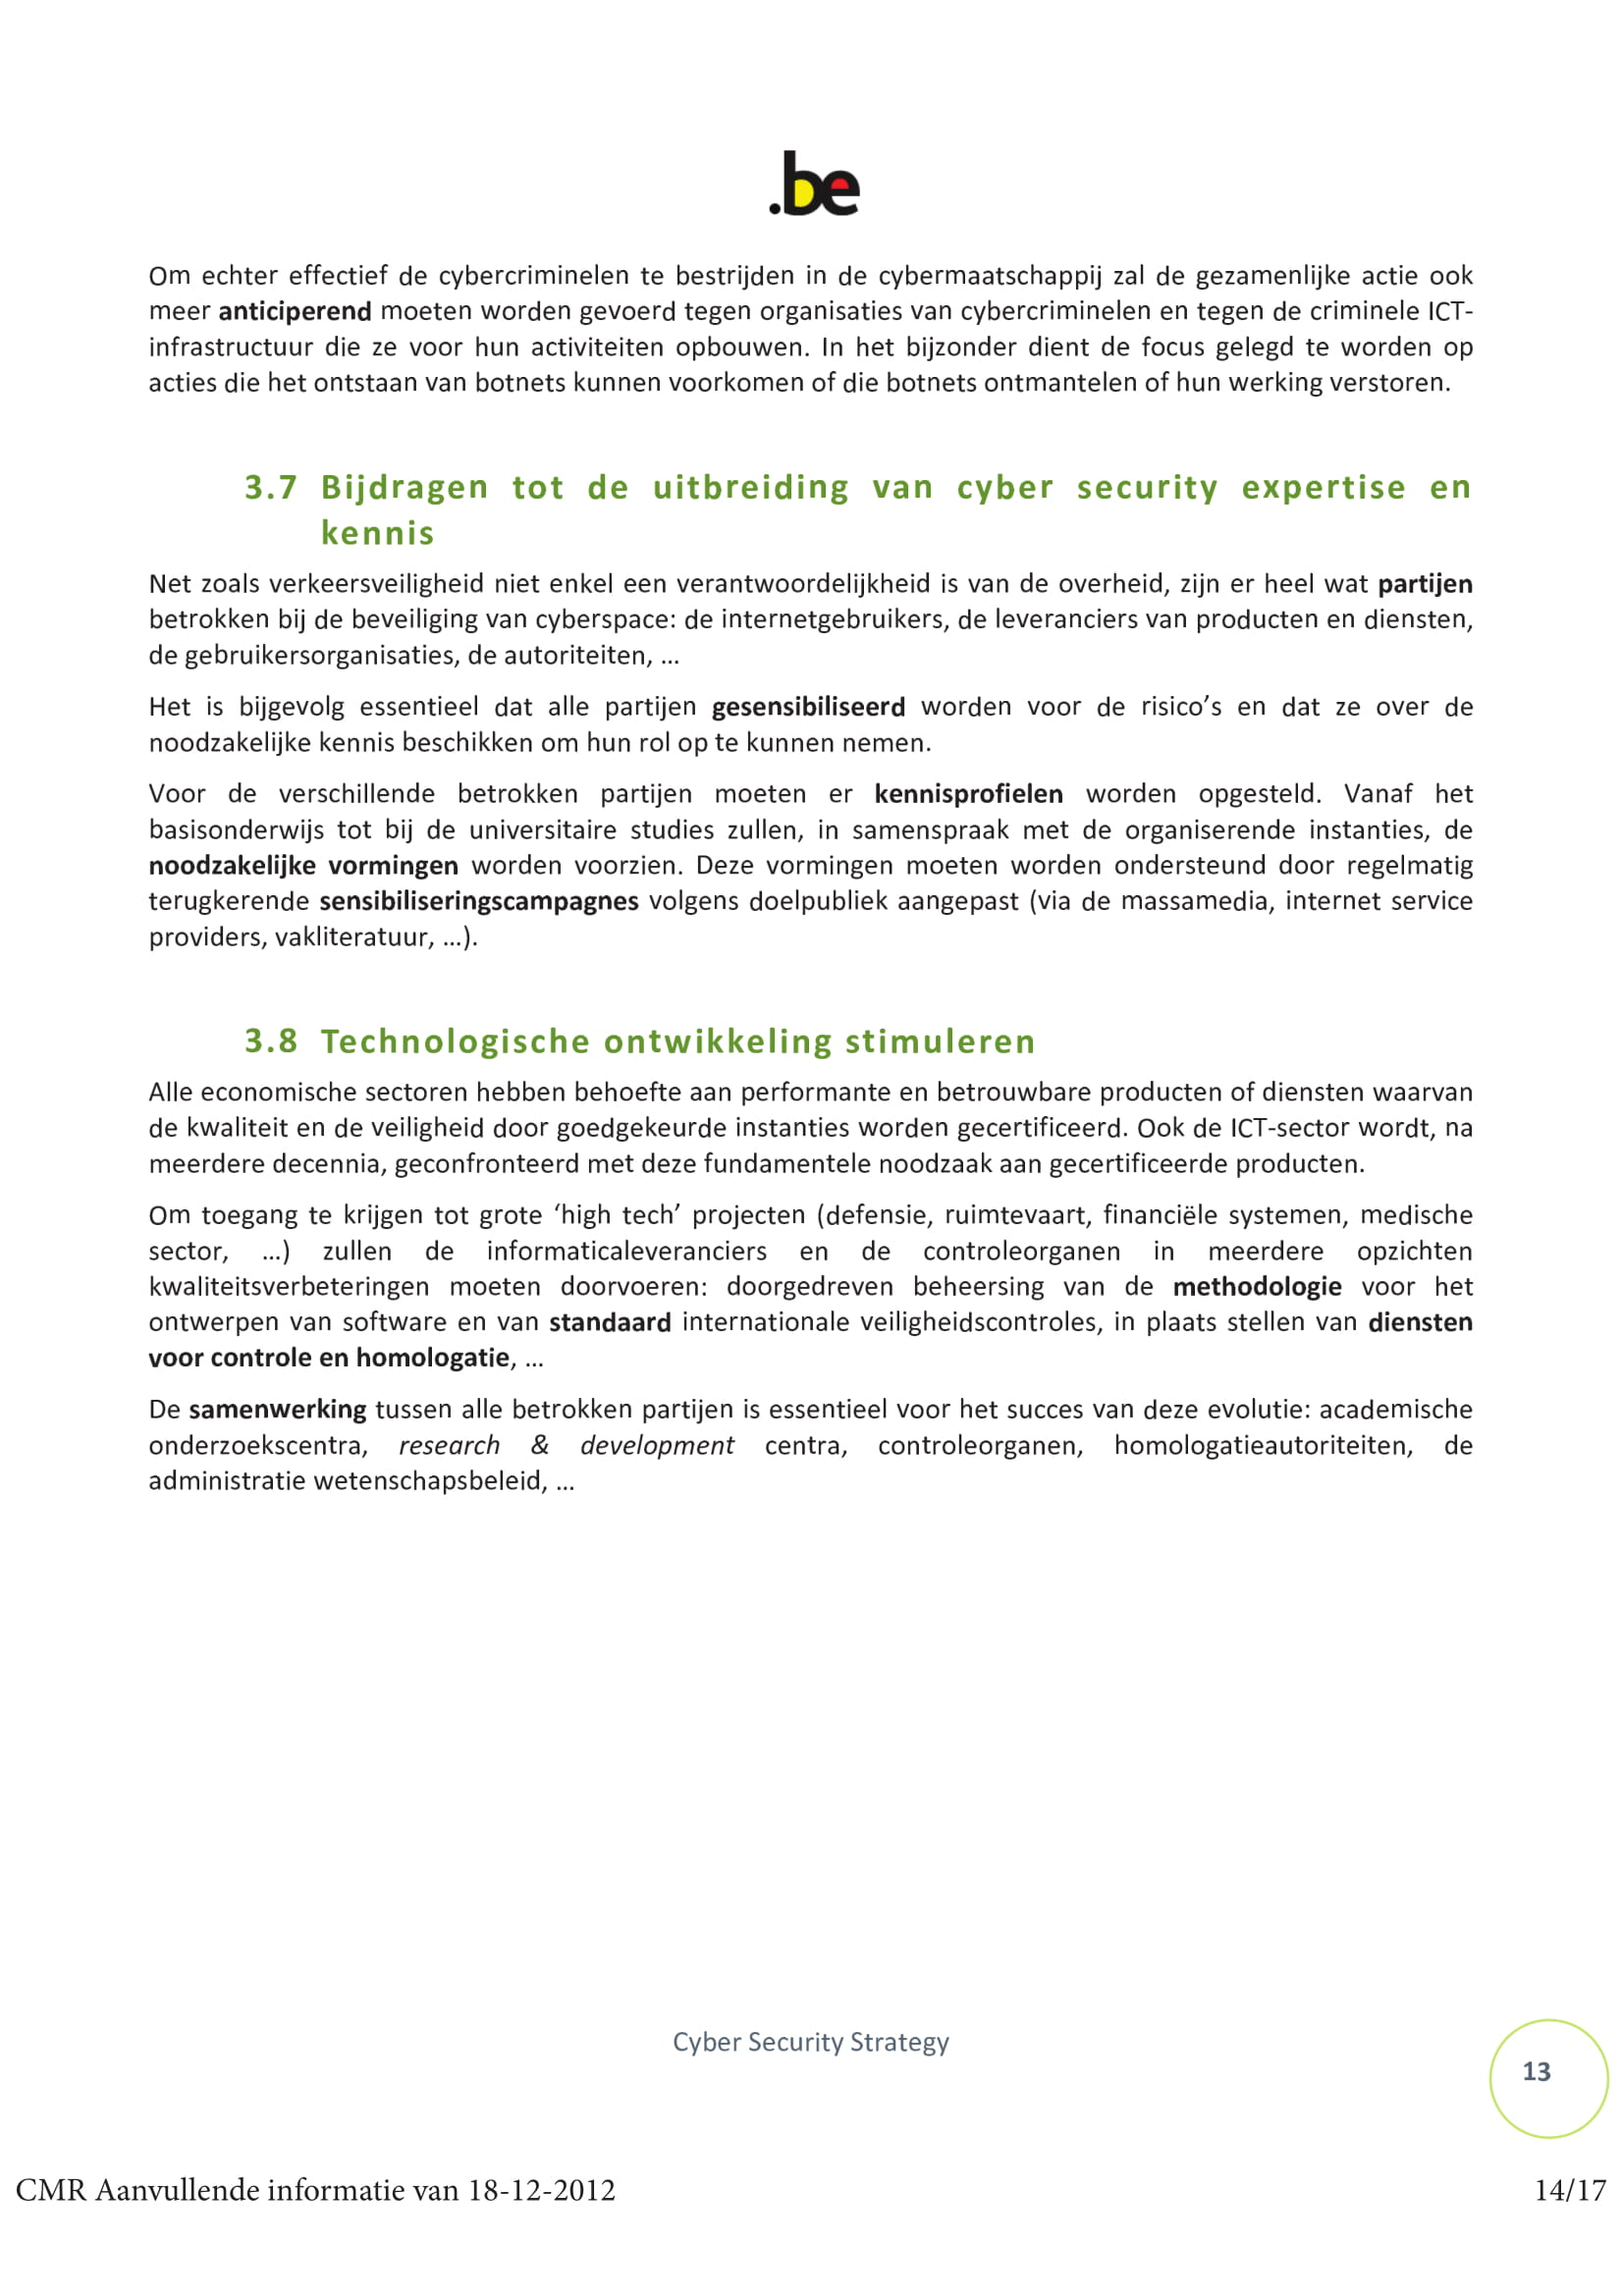 .be
Om echter effectief de cybercriminelen te bestrijden in de cybermaatschappij zal de gezamenlijke actie ook
meer anticiperend moeten worden gevoerd tegen organisaties van cybercriminelen en tegen de criminele ICT-
infrastructuur die ze voor hun activiteiten opbouwen. In het bijzonder dient de focus gelegd te worden op
acties die het ontstaan van botnets kunnen voorkomen of die botnets ontmantelen of hun werking verstoren.
3.7 Bijdragen tot de uitbreiding van cyber security expertise en
kennis
Net zoals verkeersveiligheid niet enkel een verantwoordelijkheid is van de overheid, zijn er heel wat partijen
betrokken bij de beveiliging van cyberspace: de internetgebruikers, de leveranciers van producten en diensten,
de gebruikersorganisaties, de autoriteiten, ...
Het is bijgevolg essentieel dat alle partijen gesensibiliseerd worden voor de risico’s en dat ze over de
noodzakelijke kennis beschikken om hun rol op te kunnen nemen.
Voor de verschillende betrokken partijen moeten er kennisprofielen worden opgesteld. Vanaf het
basisonderwijs tot bij de universitaire studies zullen, in samenspraak met de organiserende instanties, de
noodzakelijke vormingen worden voorzien. Deze vormingen moeten worden ondersteund door regelmatig
terugkerende sensibiliseringscampagnes volgens doelpubliek aangepast (via de massamedia, internet service
providers, vakliteratuur, ...).
3.8 Technologische ontwikkeling stimuleren
Alle economische sectoren hebben behoefte aan performante en betrouwbare producten of diensten waarvan
de kwaliteit en de veiligheid door goedgekeurde instanties worden gecertificeerd. Ook de ICT-sector wordt, na
meerdere decennia, geconfronteerd met deze fundamentele noodzaak aan gecertificeerde producten.
Om toegang te krijgen tot grote ‘high tech’ projecten (defensie, ruimtevaart, financiële systemen, medische
sector, ...) zullen de informaticaleveranciers en de controleorganen in meerdere opzichten
kwaliteitsverbeteringen moeten doorvoeren: doorgedreven beheersing van de methodologie voor het
ontwerpen van software en van standaard internationale veiligheidscontroles, in plaats stellen van diensten
voor controle en homologatie, ...
De samenwerking tussen alle betrokken partijen is essentieel voor het succes van deze evolutie: academische
onderzoekscentra, research & development centra, controleorganen, homologatieautoriteiten, de
administratie wetenschapsbeleid, ...
Cyber Security Strategy
13
CMR Aanvullende informatie van 18-12-2012
14/17